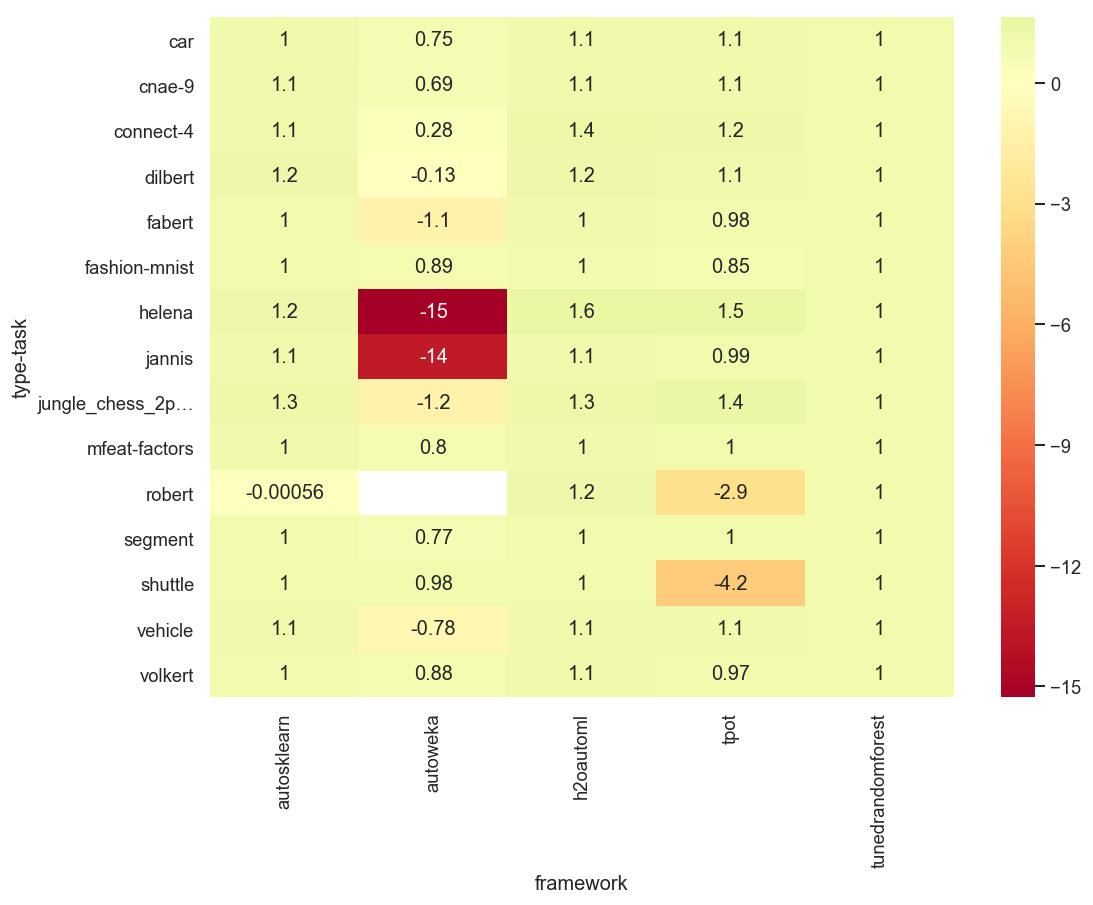 type-task
car 1 0.75 1.1 1.1 1
cnae-9 1.1 0.69 1.1 1.1 1
connect-4 1.1 0.28 1.4 1.2 1
dilbert 1.2 -0.13 1.2 1.1 1
fabert 1 -1.1 1 0.98 1
fashion-mnist 1 0.89 1 0.85 1
helena 1.2 -15 1.6 1.5 1
jannis 1.1 -14 1.1 0.99 1
jungle_chess_2p… 1.3 -1.2 1.3 1.4 1
mfeat-factors 1 0.8 1 1 1
robert -0.00056 1.2 -2.9 1
segment 1 0.77 1 1 1
shuttle 1 0.98 1 -4.2 1
vehicle 1.1 -0.78 1.1 1.1 1
volkert 1 0.88 1.1 0.97 1
autosklearn autoweka h2oautoml tpot tunedrandomforest
framework
0
−3
−6
−9
−12
−15